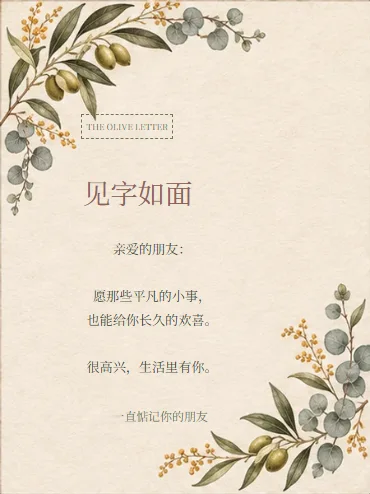 THE OLIVE LETTER
见字如面
亲爱的朋友：
愿那些平凡的小事，
也能给你长久的欢喜。
很高兴，生活里有你。
一直惦记你的朋友